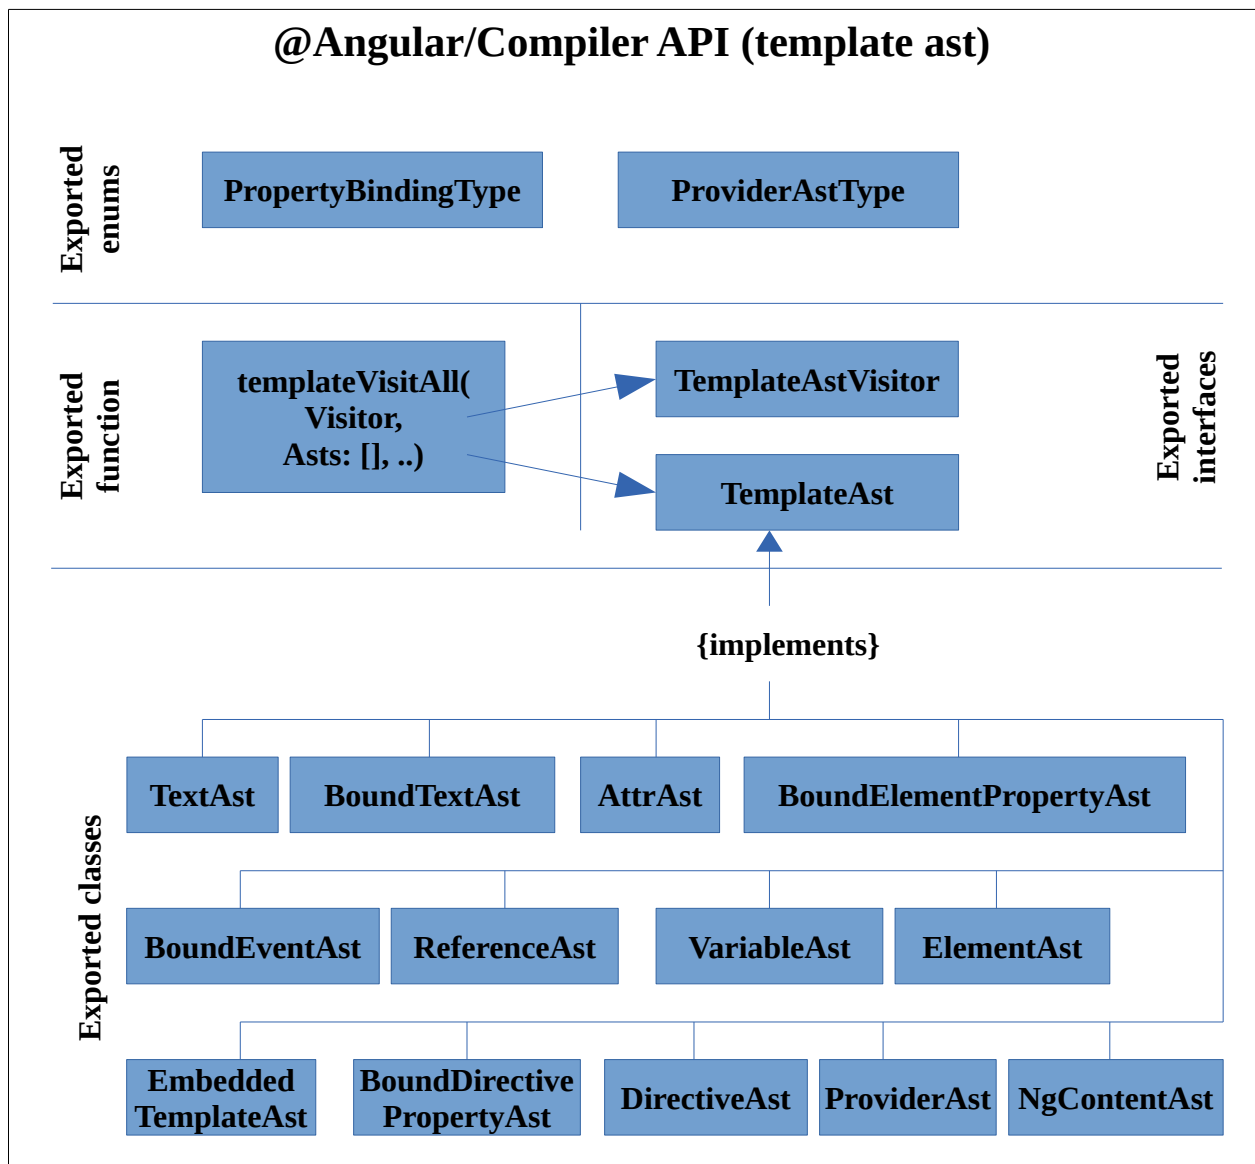 @Angular/Compiler API (template ast)
Exported
enums
PropertyBindingType
ProviderAstType
Exported
function
templateVisitAll(
Visitor,
Asts: [], ..)
TemplateAstVisitor
TemplateAst
Exported
interfaces
{implements}
Exported classes
TextAst
BoundTextAst
AttrAst
BoundElementPropertyAst
BoundEventAst
ReferenceAst
VariableAst
ElementAst
Embedded
TemplateAst
BoundDirective
PropertyAst
DirectiveAst
ProviderAst
NgContentAst